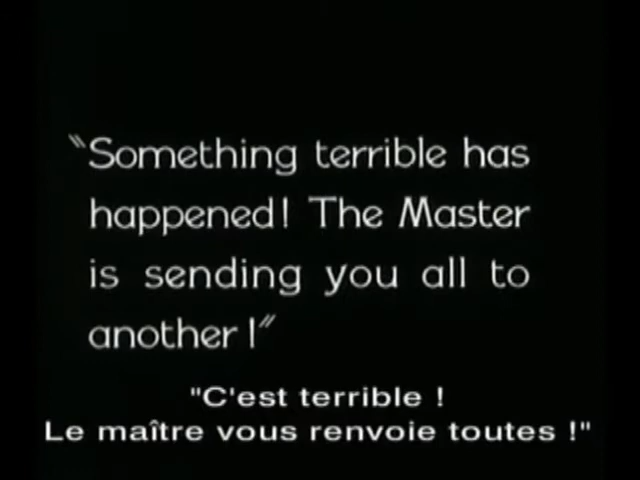 "Something terrible has
happened! The Master
is sending you all to
another!"
"C'est terrible !
Le maître vous renvoie toutes !"